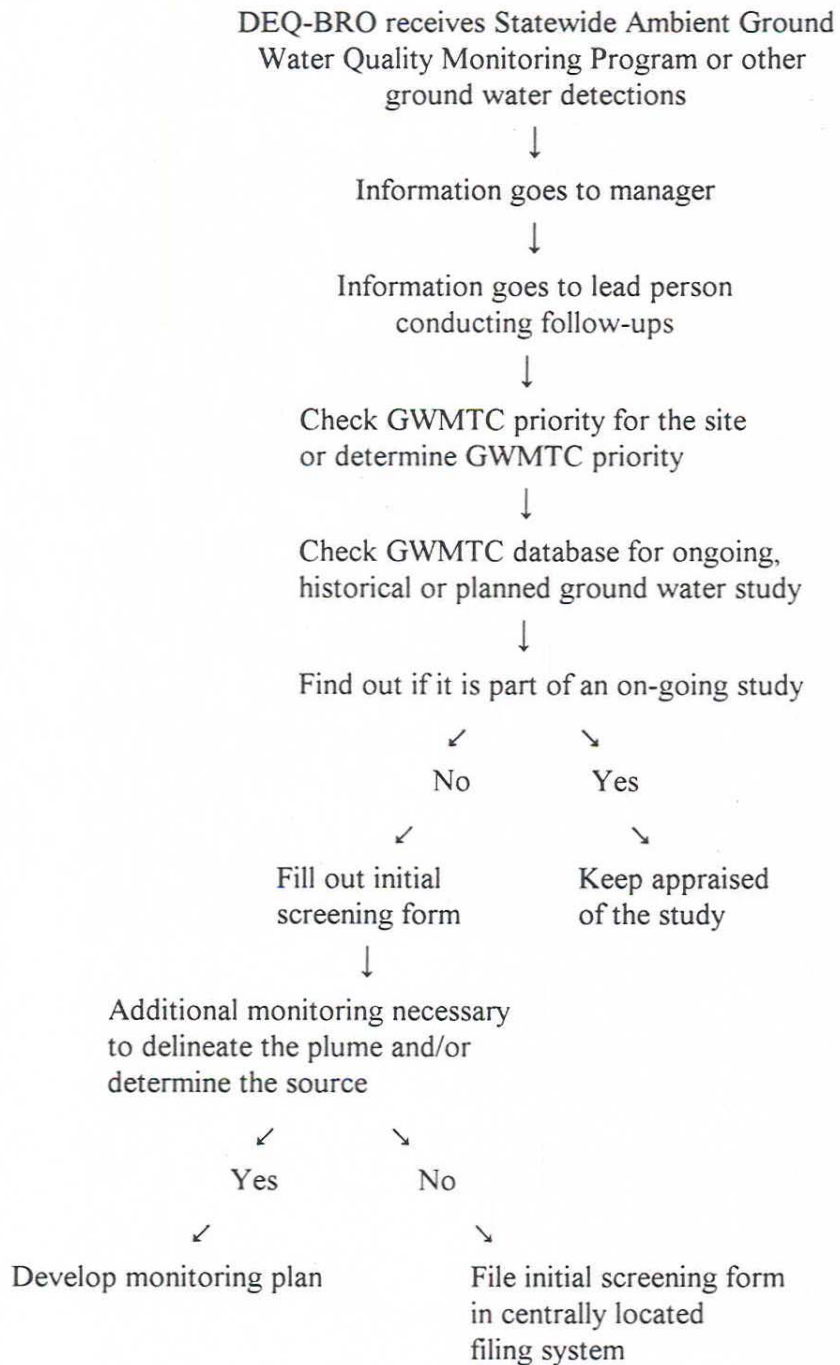 DEQ-BRO receives Statewide Ambient Ground
Water Quality Monitoring Program or other
ground water detections
↓
Information goes to manager
↓
Information goes to lead person
conducting follow-ups
↓
Check GWMTC priority for the site
or determine GWMTC priority
↓
Check GWMTC database for ongoing,
historical or planned ground water study
↓
Find out if it is part of an on-going study
↙ ↘
No Yes
↙ ↘
Fill out initial Keep appraised
screening form of the study
↓
Additional monitoring necessary
to delineate the plume and/or
determine the source
↙ ↘
Yes No
↙ ↘
Develop monitoring plan File initial screening form
in centrally located
filing system